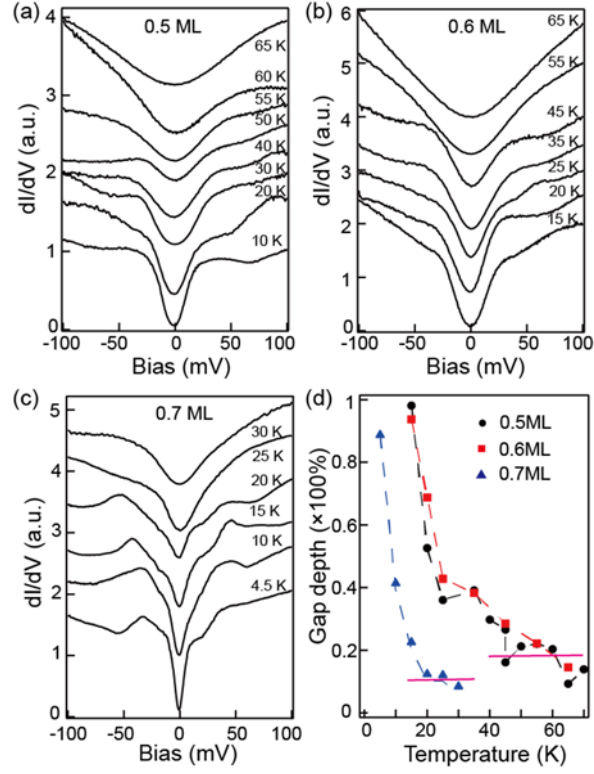 (a)
0.5 ML
4
3
2
1
0
dI/dV (a.u.)
65 K
60 K
55 K
50 K
40 K
30 K
20 K
10 K
-100
-50
0
50
100
Bias (mV)
(b)
0.6 ML
6
5
4
3
2
1
0
dI/dV (a.u.)
65 K
55 K
45 K
35 K
25 K
20 K
15 K
-100
-50
0
50
100
Bias (mV)
(c)
0.7 ML
5
4
3
2
1
0
dI/dV (a.u.)
30 K
25 K
20 K
15 K
10 K
4.5 K
-100
-50
0
50
100
Bias (mV)
(d)
1
0.8
0.6
0.4
0.2
0
Gap depth (×100%)
0.5ML
0.6ML
0.7ML
0
20
40
60
Temperature (K)